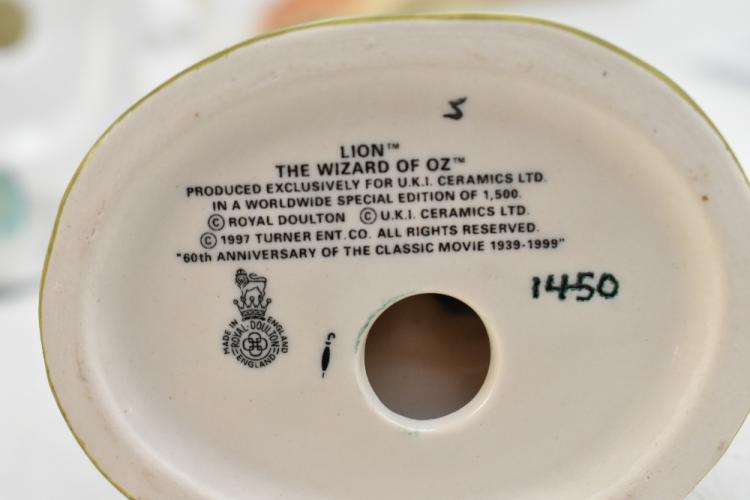 S
LION™
THE WIZARD OF OZ™
PRODUCED EXCLUSIVELY FOR U.K.I. CERAMICS LTD.
IN A WORLDWIDE SPECIAL EDITION OF 1,500.
© ROYAL DOULTON © U.K.I. CERAMICS LTD.
© 1997 TURNER ENT. CO. ALL RIGHTS RESERVED.
"60th ANNIVERSARY OF THE CLASSIC MOVIE 1939-1999"
1450
MADE IN ENGLAND
ROYAL-DOULTON
ENGLAND